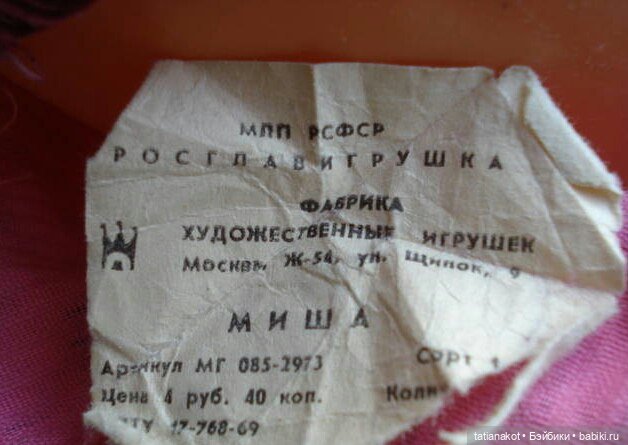 МПП РСФСР
РОСГЛАВИГРУШКА
ФАБРИКА
ХУДОЖЕСТВЕННЫХ ИГРУШЕК
Москва, Ж-54, ул. Щипок, 9
МИША
Артикул МГ 085-2973 Сорт 1
Цена 4 руб. 40 коп.
17-768-69
tatianakot • Бэйбики • babiki.ru